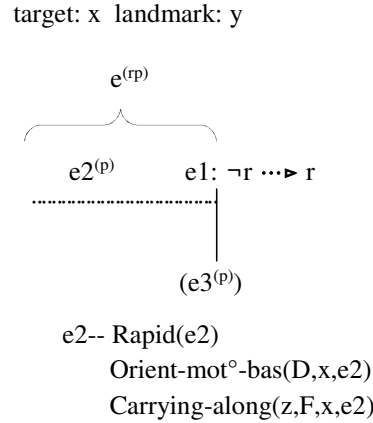 target: x landmark: y
e(rp)
e2(p) e1: ¬r ···▸ r
(e3(p))
e2-- Rapid(e2)
Orient-mot°-bas(D,x,e2)
Carrying-along(z,F,x,e2)